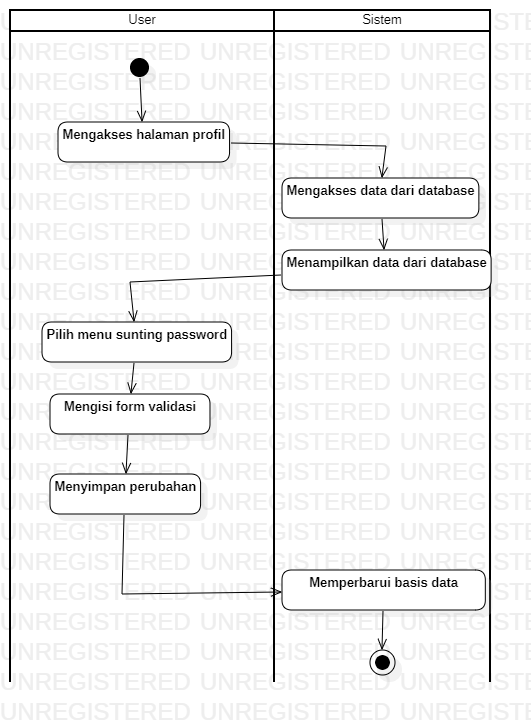 User
Sistem
Mengakses halaman profil
Mengakses data dari database
Menampilkan data dari database
Pilih menu sunting password
Mengisi form validasi
Menyimpan perubahan
Memperbarui basis data
UNREGISTERED